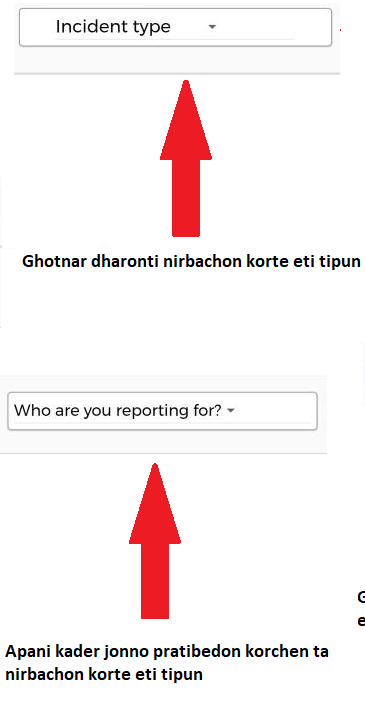 Incident type
Ghotnar dharonti nirbachon korte eti tipun
Who are you reporting for?
Apani kader jonno pratibedon korchen ta
nirbachon korte eti tipun